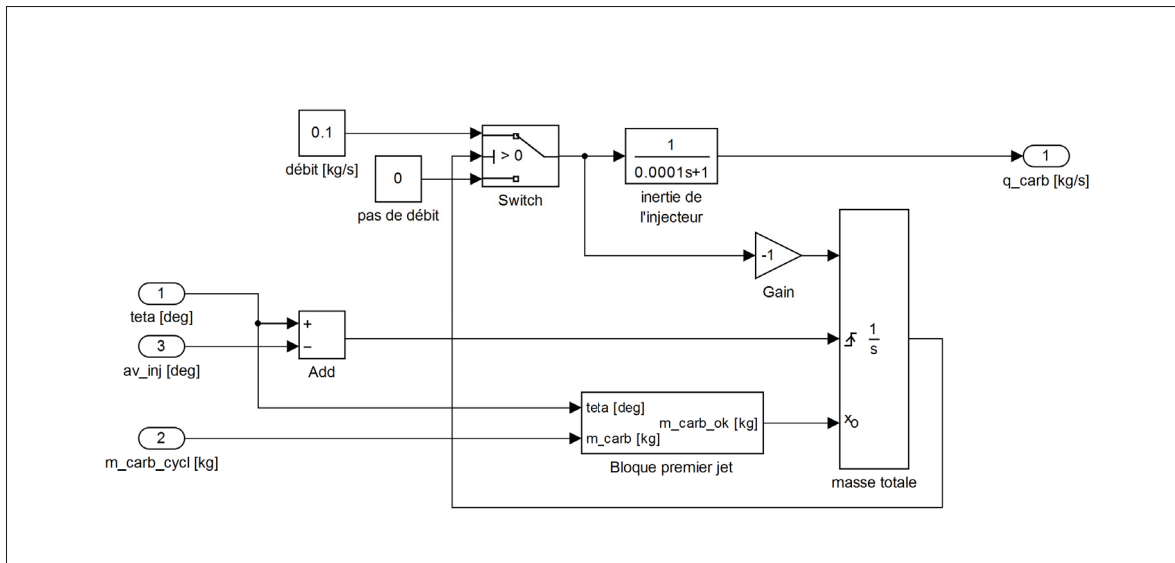 0.1
débit [kg/s]
0
pas de débit
> 0
Switch
1
0.0001s+1
inertie de
l'injecteur
1
q_carb [kg/s]
-1
Gain
1
teta [deg]
3
av_inj [deg]
+
−
Add
1
s
xo
masse totale
teta [deg]
m_carb [kg]
m_carb_ok [kg]
Bloque premier jet
2
m_carb_cycl [kg]